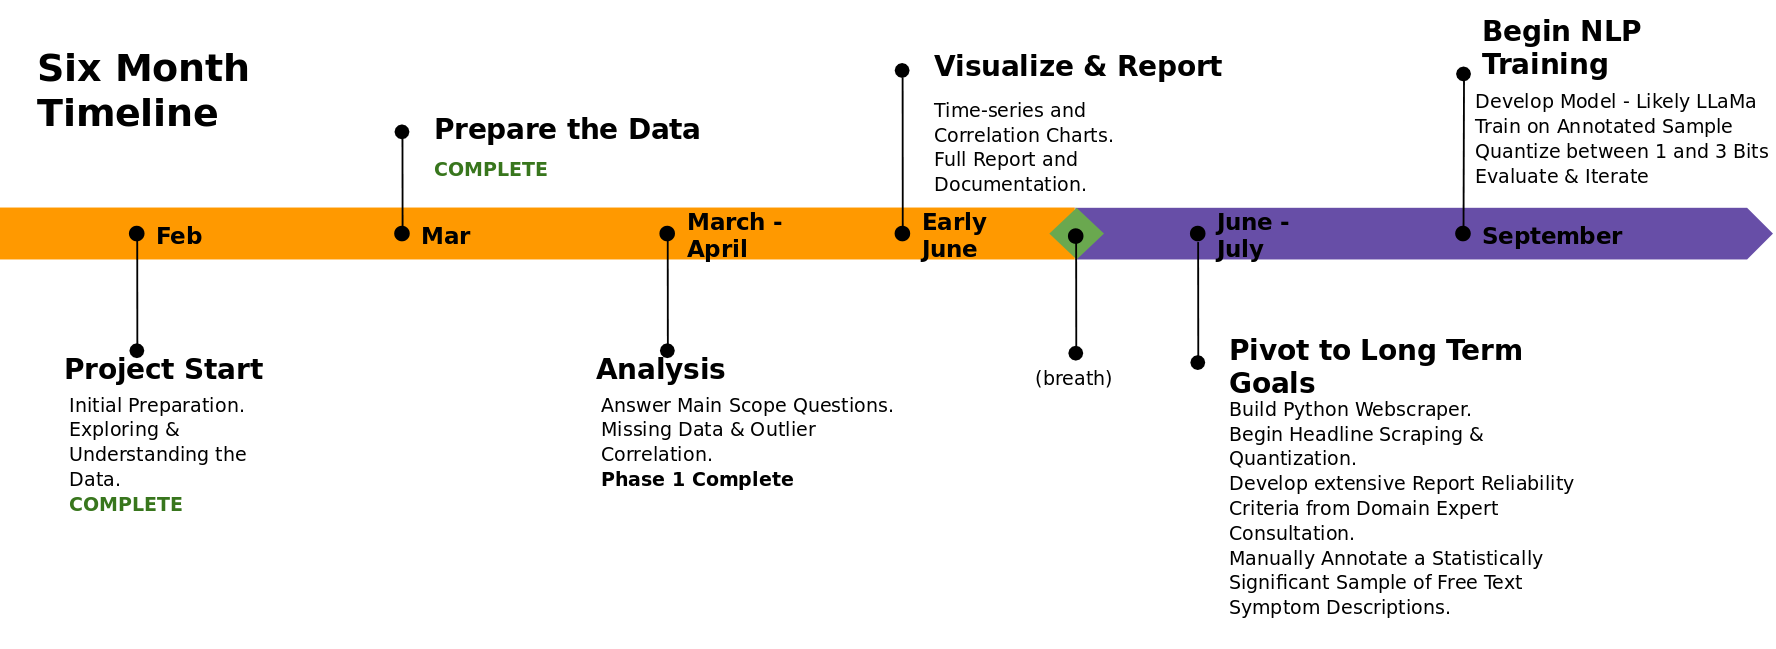 Six Month
Timeline
Prepare the Data
COMPLETE
Visualize & Report
Time-series and
Correlation Charts.
Full Report and
Documentation.
Begin NLP
Training
Develop Model - Likely LLaMa
Train on Annotated Sample
Quantize between 1 and 3 Bits
Evaluate & Iterate
Feb
Mar
March -
April
Early
June
June -
July
September
Project Start
Initial Preparation.
Exploring &
Understanding the
Data.
COMPLETE
Analysis
Answer Main Scope Questions.
Missing Data & Outlier
Correlation.
Phase 1 Complete
(breath)
Pivot to Long Term
Goals
Build Python Webscraper.
Begin Headline Scraping &
Quantization.
Develop extensive Report Reliability
Criteria from Domain Expert
Consultation.
Manually Annotate a Statistically
Significant Sample of Free Text
Symptom Descriptions.